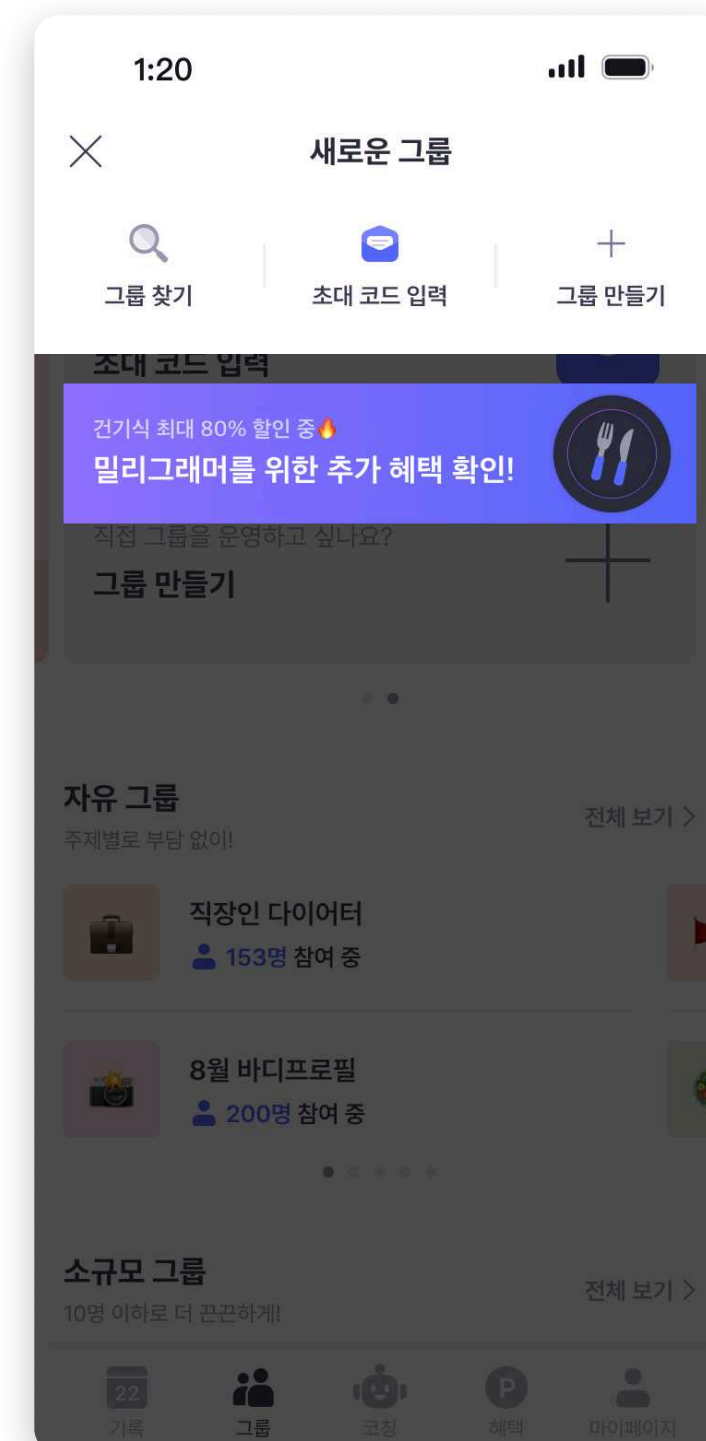 1:20
새로운 그룹
그룹 찾기
초대 코드 입력
그룹 만들기
초대 코드 입력
건기식 최대 80% 할인 중🔥
밀리그래머를 위한 추가 혜택 확인!
직접 그룹을 운영하고 싶나요?
그룹 만들기
자유 그룹
전체 보기 >
주제별로 부담 없이!
직장인 다이어터
153명 참여 중
8월 바디프로필
200명 참여 중
소규모 그룹
전체 보기 >
10명 이하로 더 끈끈하게!
22
P
기록
그룹
코칭
혜택
마이페이지